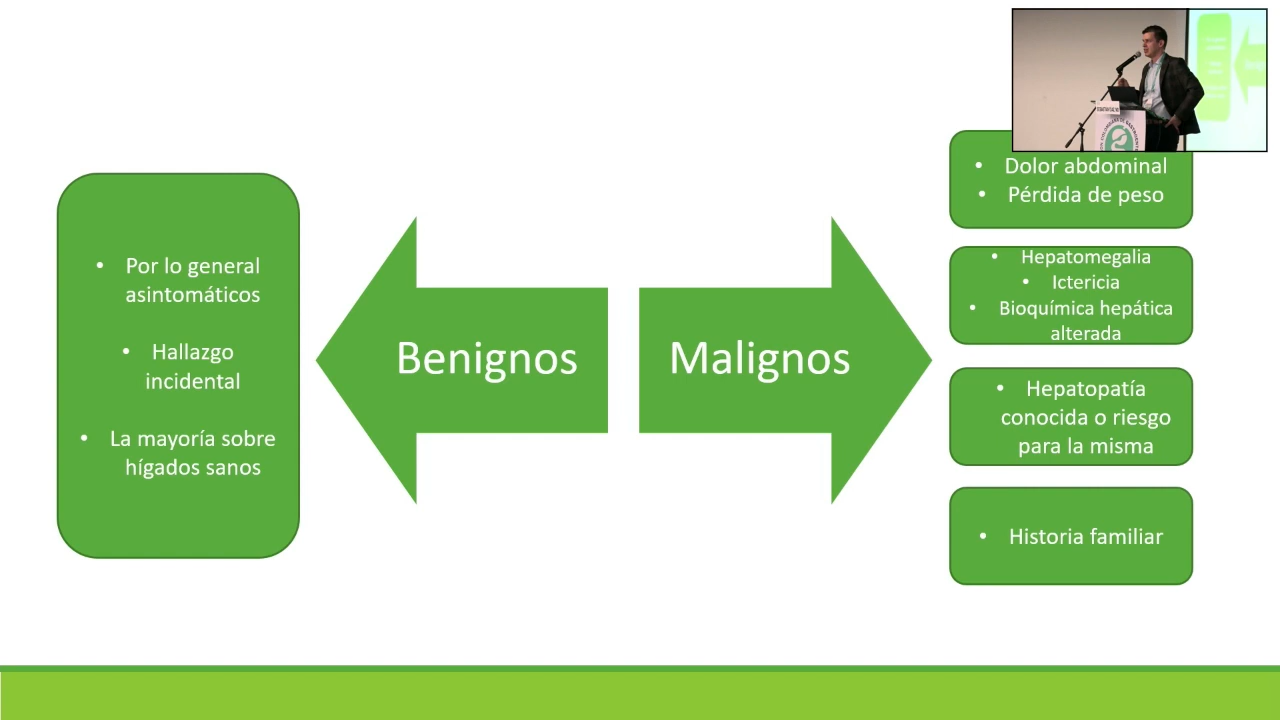 • Por lo general
asintomáticos
• Hallazgo
incidental
• La mayoría sobre
hígados sanos
Benignos
Malignos
• Dolor abdominal
• Pérdida de peso
• Hepatomegalia
• Ictericia
• Bioquímica hepática
alterada
• Hepatopatía
conocida o riesgo
para la misma
• Historia familiar